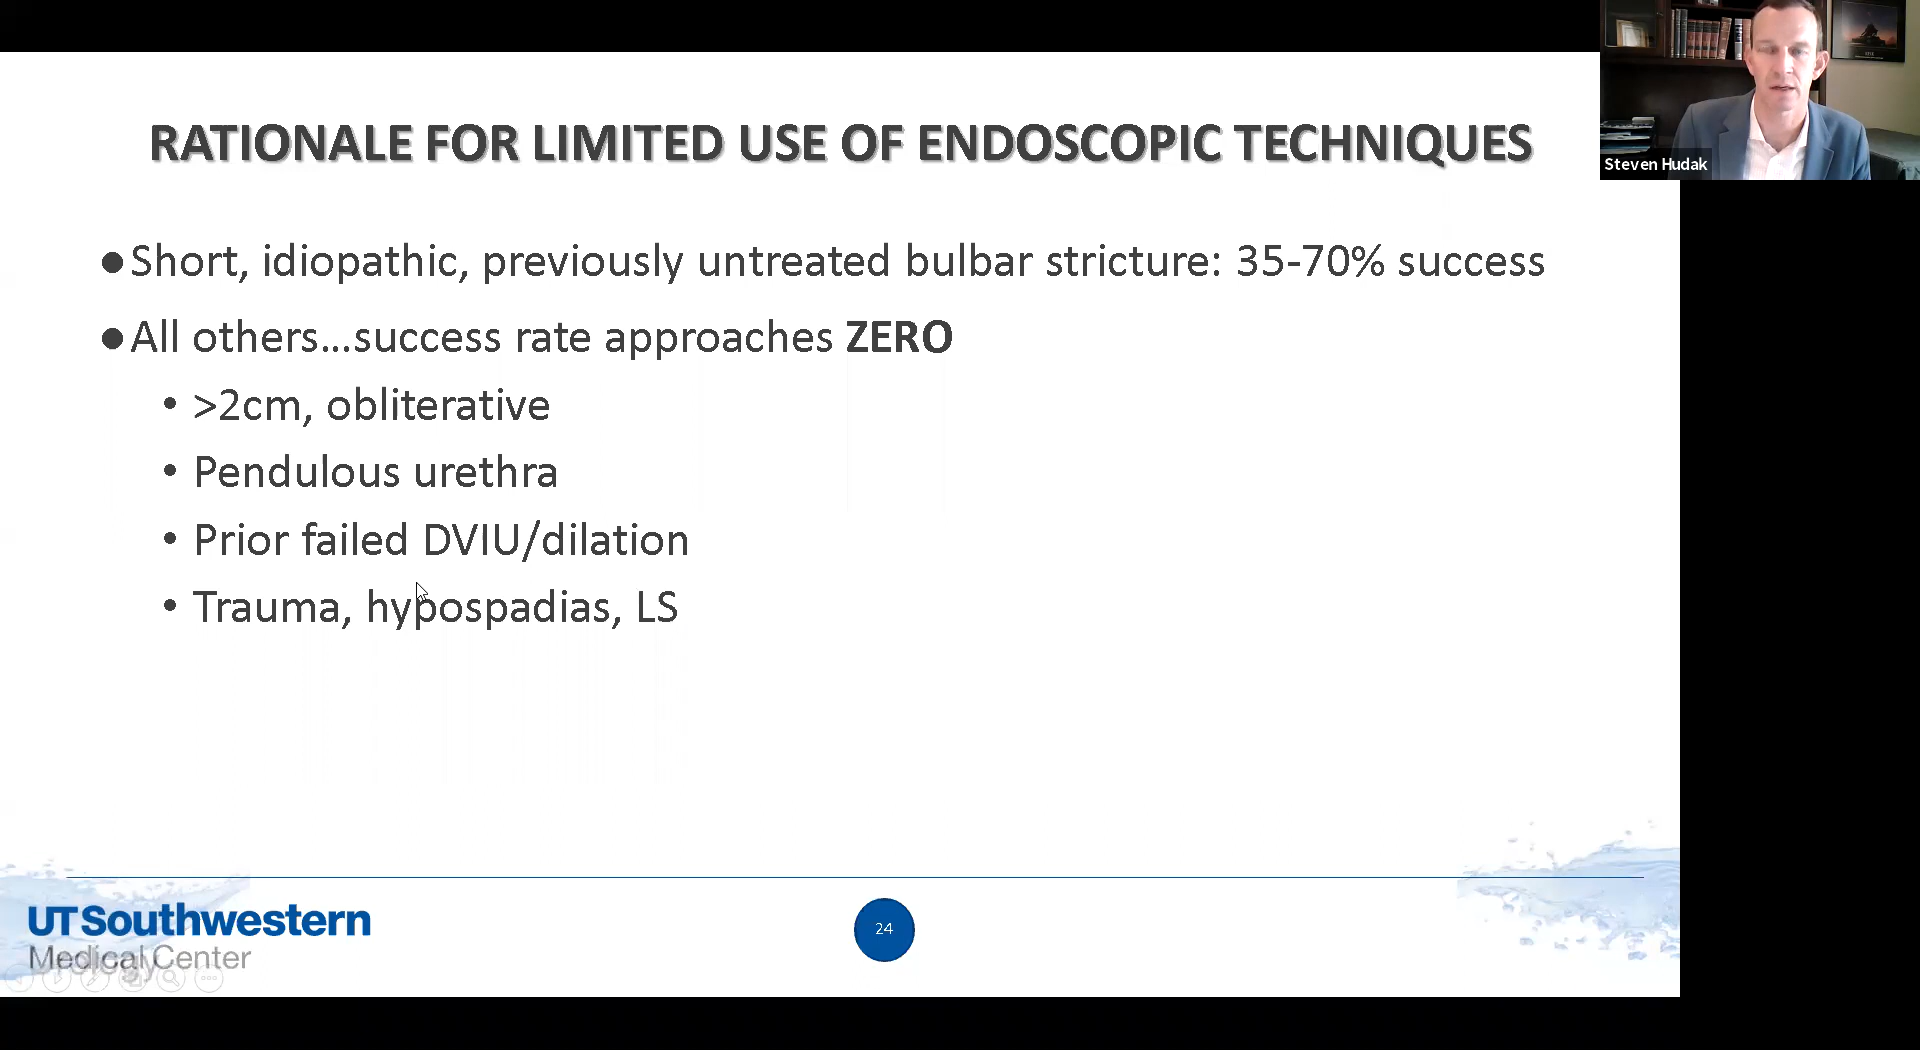 RATIONALE FOR LIMITED USE OF ENDOSCOPIC TECHNIQUES
Steven Hudak
●Short, idiopathic, previously untreated bulbar stricture: 35-70% success
●All others...success rate approaches ZERO
• >2cm, obliterative
• Pendulous urethra
• Prior failed DVIU/dilation
• Trauma, hypospadias, LS
UTSouthwestern
Medical Center
24